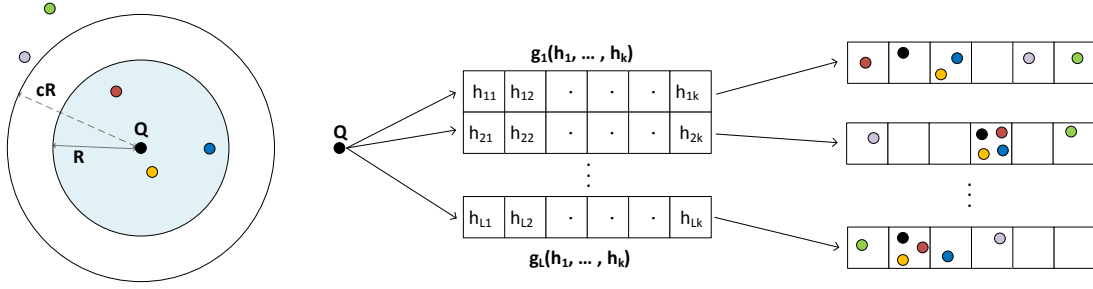 cR
Q
R
Q
g1(h1, ... , hk)
h11 h12 · · · h1k
h21 h22 · · · h2k
⋮
hL1 hL2 · · · hLk
gL(h1, ... , hk)
⋮